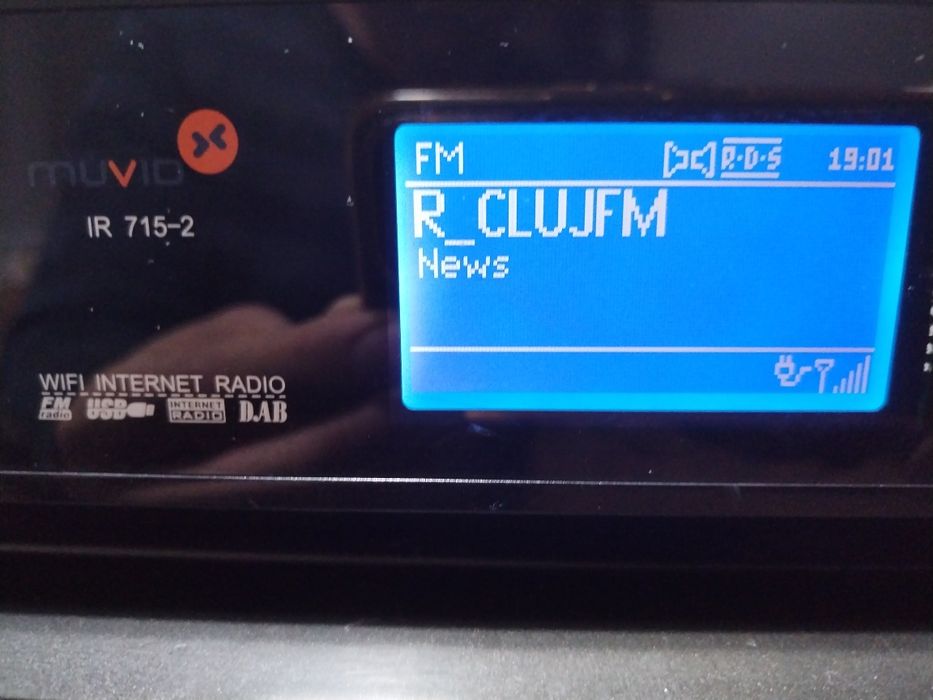 muvid
IR 715-2
WIFI INTERNET RADIO
FM radio USB INTERNET RADIO DAB
FM R·D·S 19:01
R_CLUJFM
News